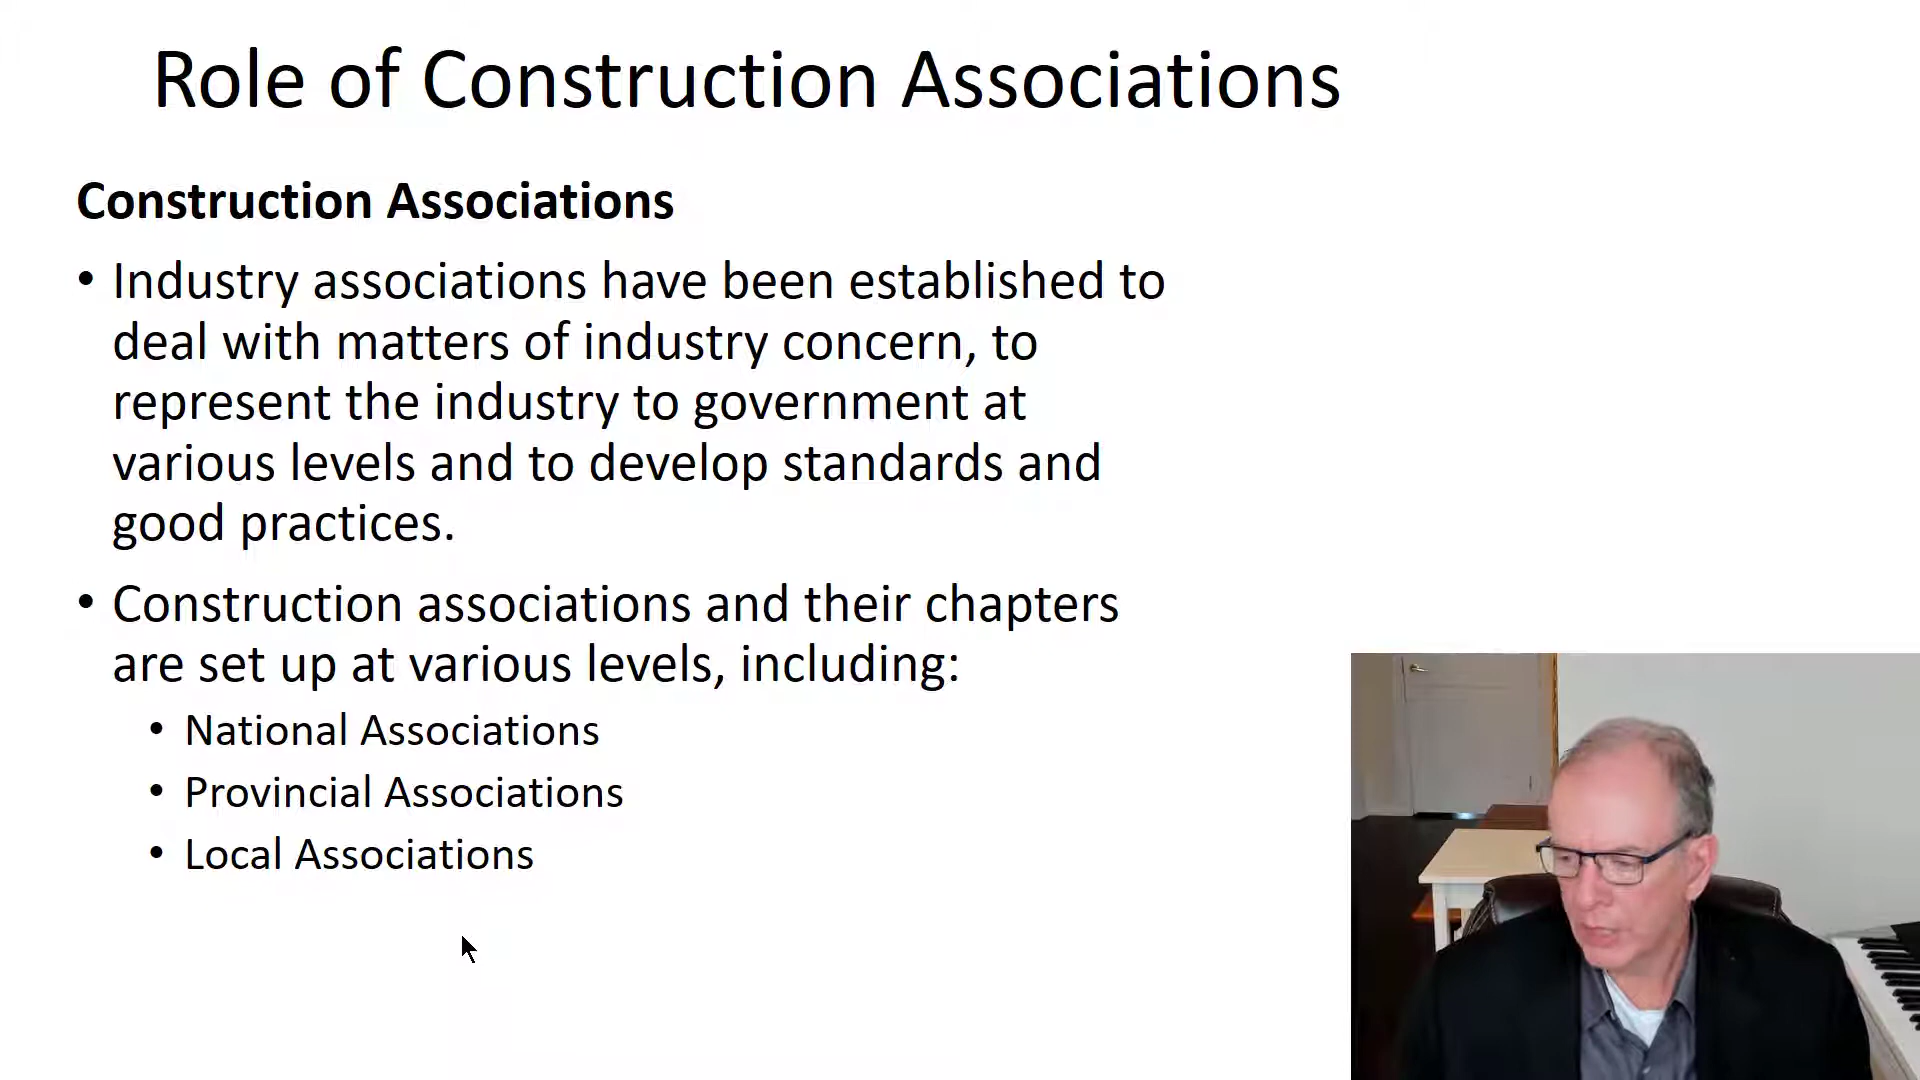 Role of Construction Associations
Construction Associations
• Industry associations have been established to
deal with matters of industry concern, to
represent the industry to government at
various levels and to develop standards and
good practices.
• Construction associations and their chapters
are set up at various levels, including:
• National Associations
• Provincial Associations
• Local Associations